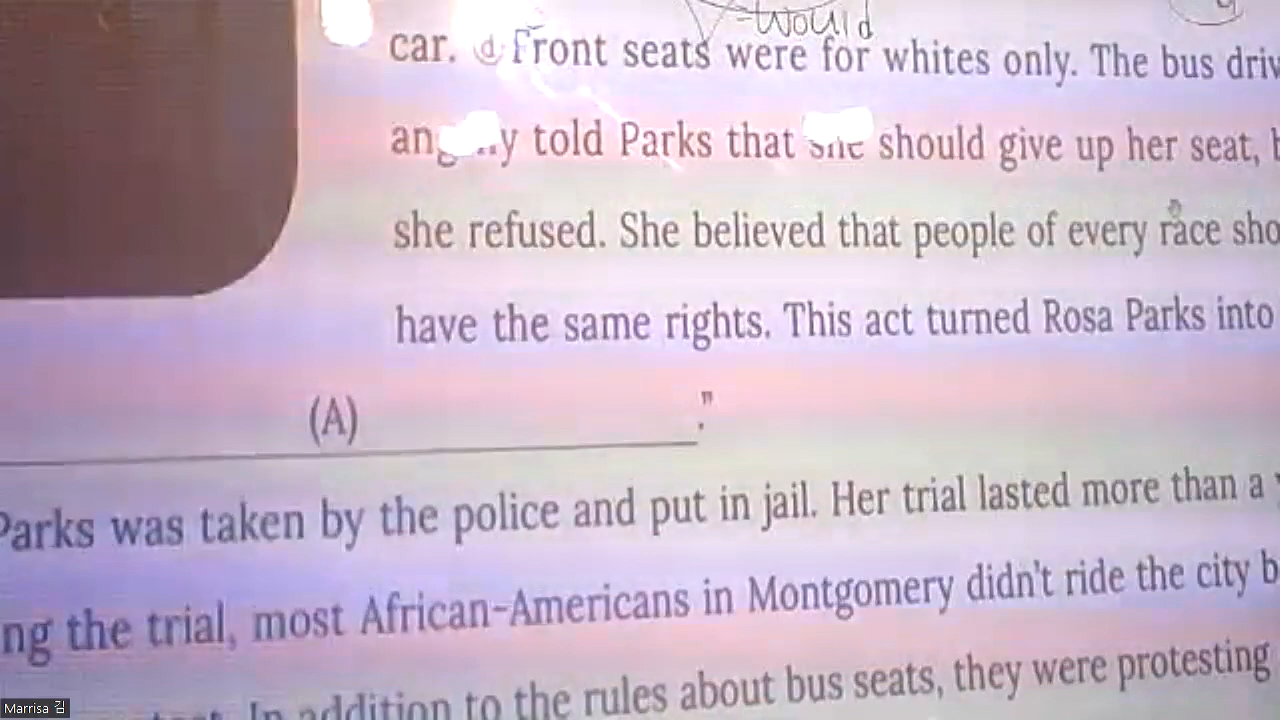 -would
car. ⓓ Front seats were for whites only. The bus driv
told Parks that she should give up her seat,
she refused. She believed that people of every race sho
have the same rights. This act turned Rosa Parks into
(A) ."
Parks was taken by the police and put in jail. Her trial lasted more than a
ng the trial, most African-Americans in Montgomery didn't ride the city b
In addition to the rules about bus seats, they were protesting
Marrisa 김